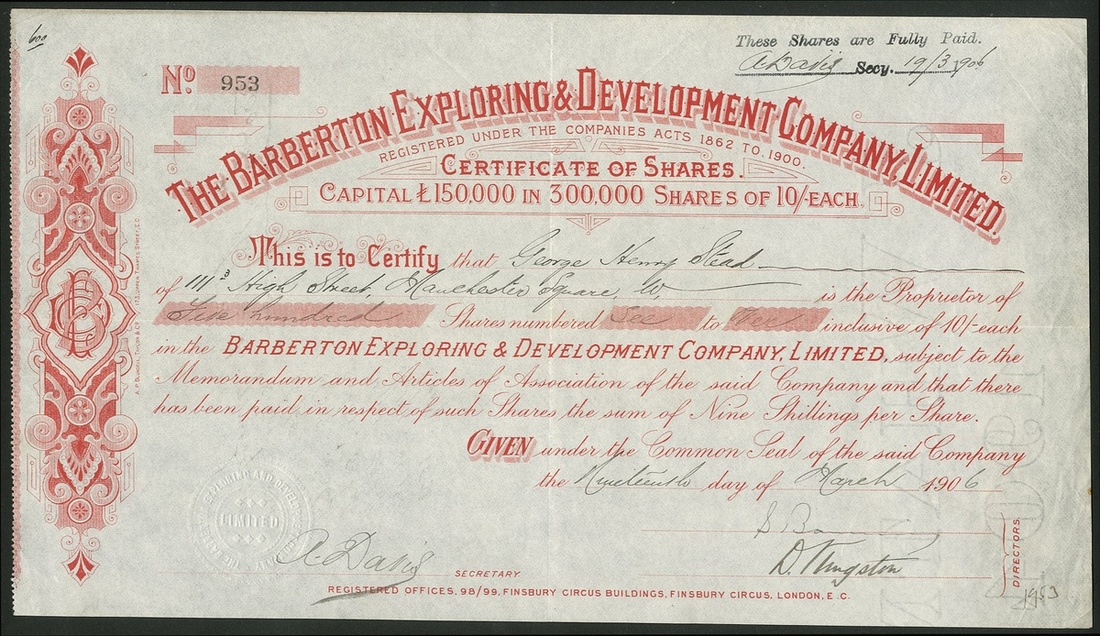 600
These Shares are Fully Paid.
A Davis Secy. 19/3 1906
No. 953
THE BARBERTON EXPLORING & DEVELOPMENT COMPANY, LIMITED.
REGISTERED UNDER THE COMPANIES ACTS 1862 TO 1900.
CERTIFICATE OF SHARES.
CAPITAL £150,000 IN 300,000 SHARES OF 10/- EACH.
This is to Certify that George Henry Stead
of 111 High Street, Manchester Square, W, is the Proprietor of
hundred Shares numbered See to inclusive of 10/- each
in the BARBERTON EXPLORING & DEVELOPMENT COMPANY, LIMITED, subject to the
Memorandum and Articles of Association of the said Company and that there
has been paid in respect of such Shares the sum of Nine Shillings per Share.
GIVEN under the Common Seal of the said Company
the Nineteenth day of March 1906
LIMITED
A Davis
SECRETARY
D. Kingston
DIRECTORS.
REGISTERED OFFICES, 98/99, FINSBURY CIRCUS BUILDINGS, FINSBURY CIRCUS, LONDON, E.C.
1953